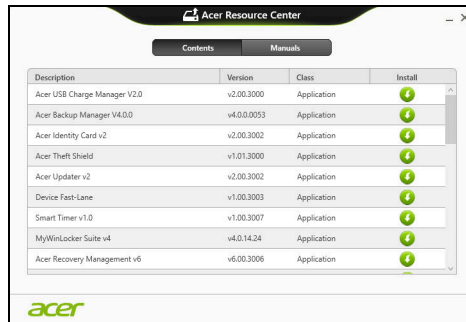 Acer Resource Center
Contents Manuals
Description Version Class Install
Acer USB Charge Manager V2.0 v2.00.3000 Application
Acer Backup Manager V4.0.0 v4.0.0.0053 Application
Acer Identity Card v2 v2.00.3002 Application
Acer Theft Shield v1.01.3000 Application
Acer Updater v2 v2.00.3002 Application
Device Fast-Lane v1.00.3003 Application
Smart Timer v1.0 v1.00.3007 Application
MyWinLocker Suite v4 v4.0.14.24 Application
Acer Recovery Management v6 v6.00.3006 Application
acer